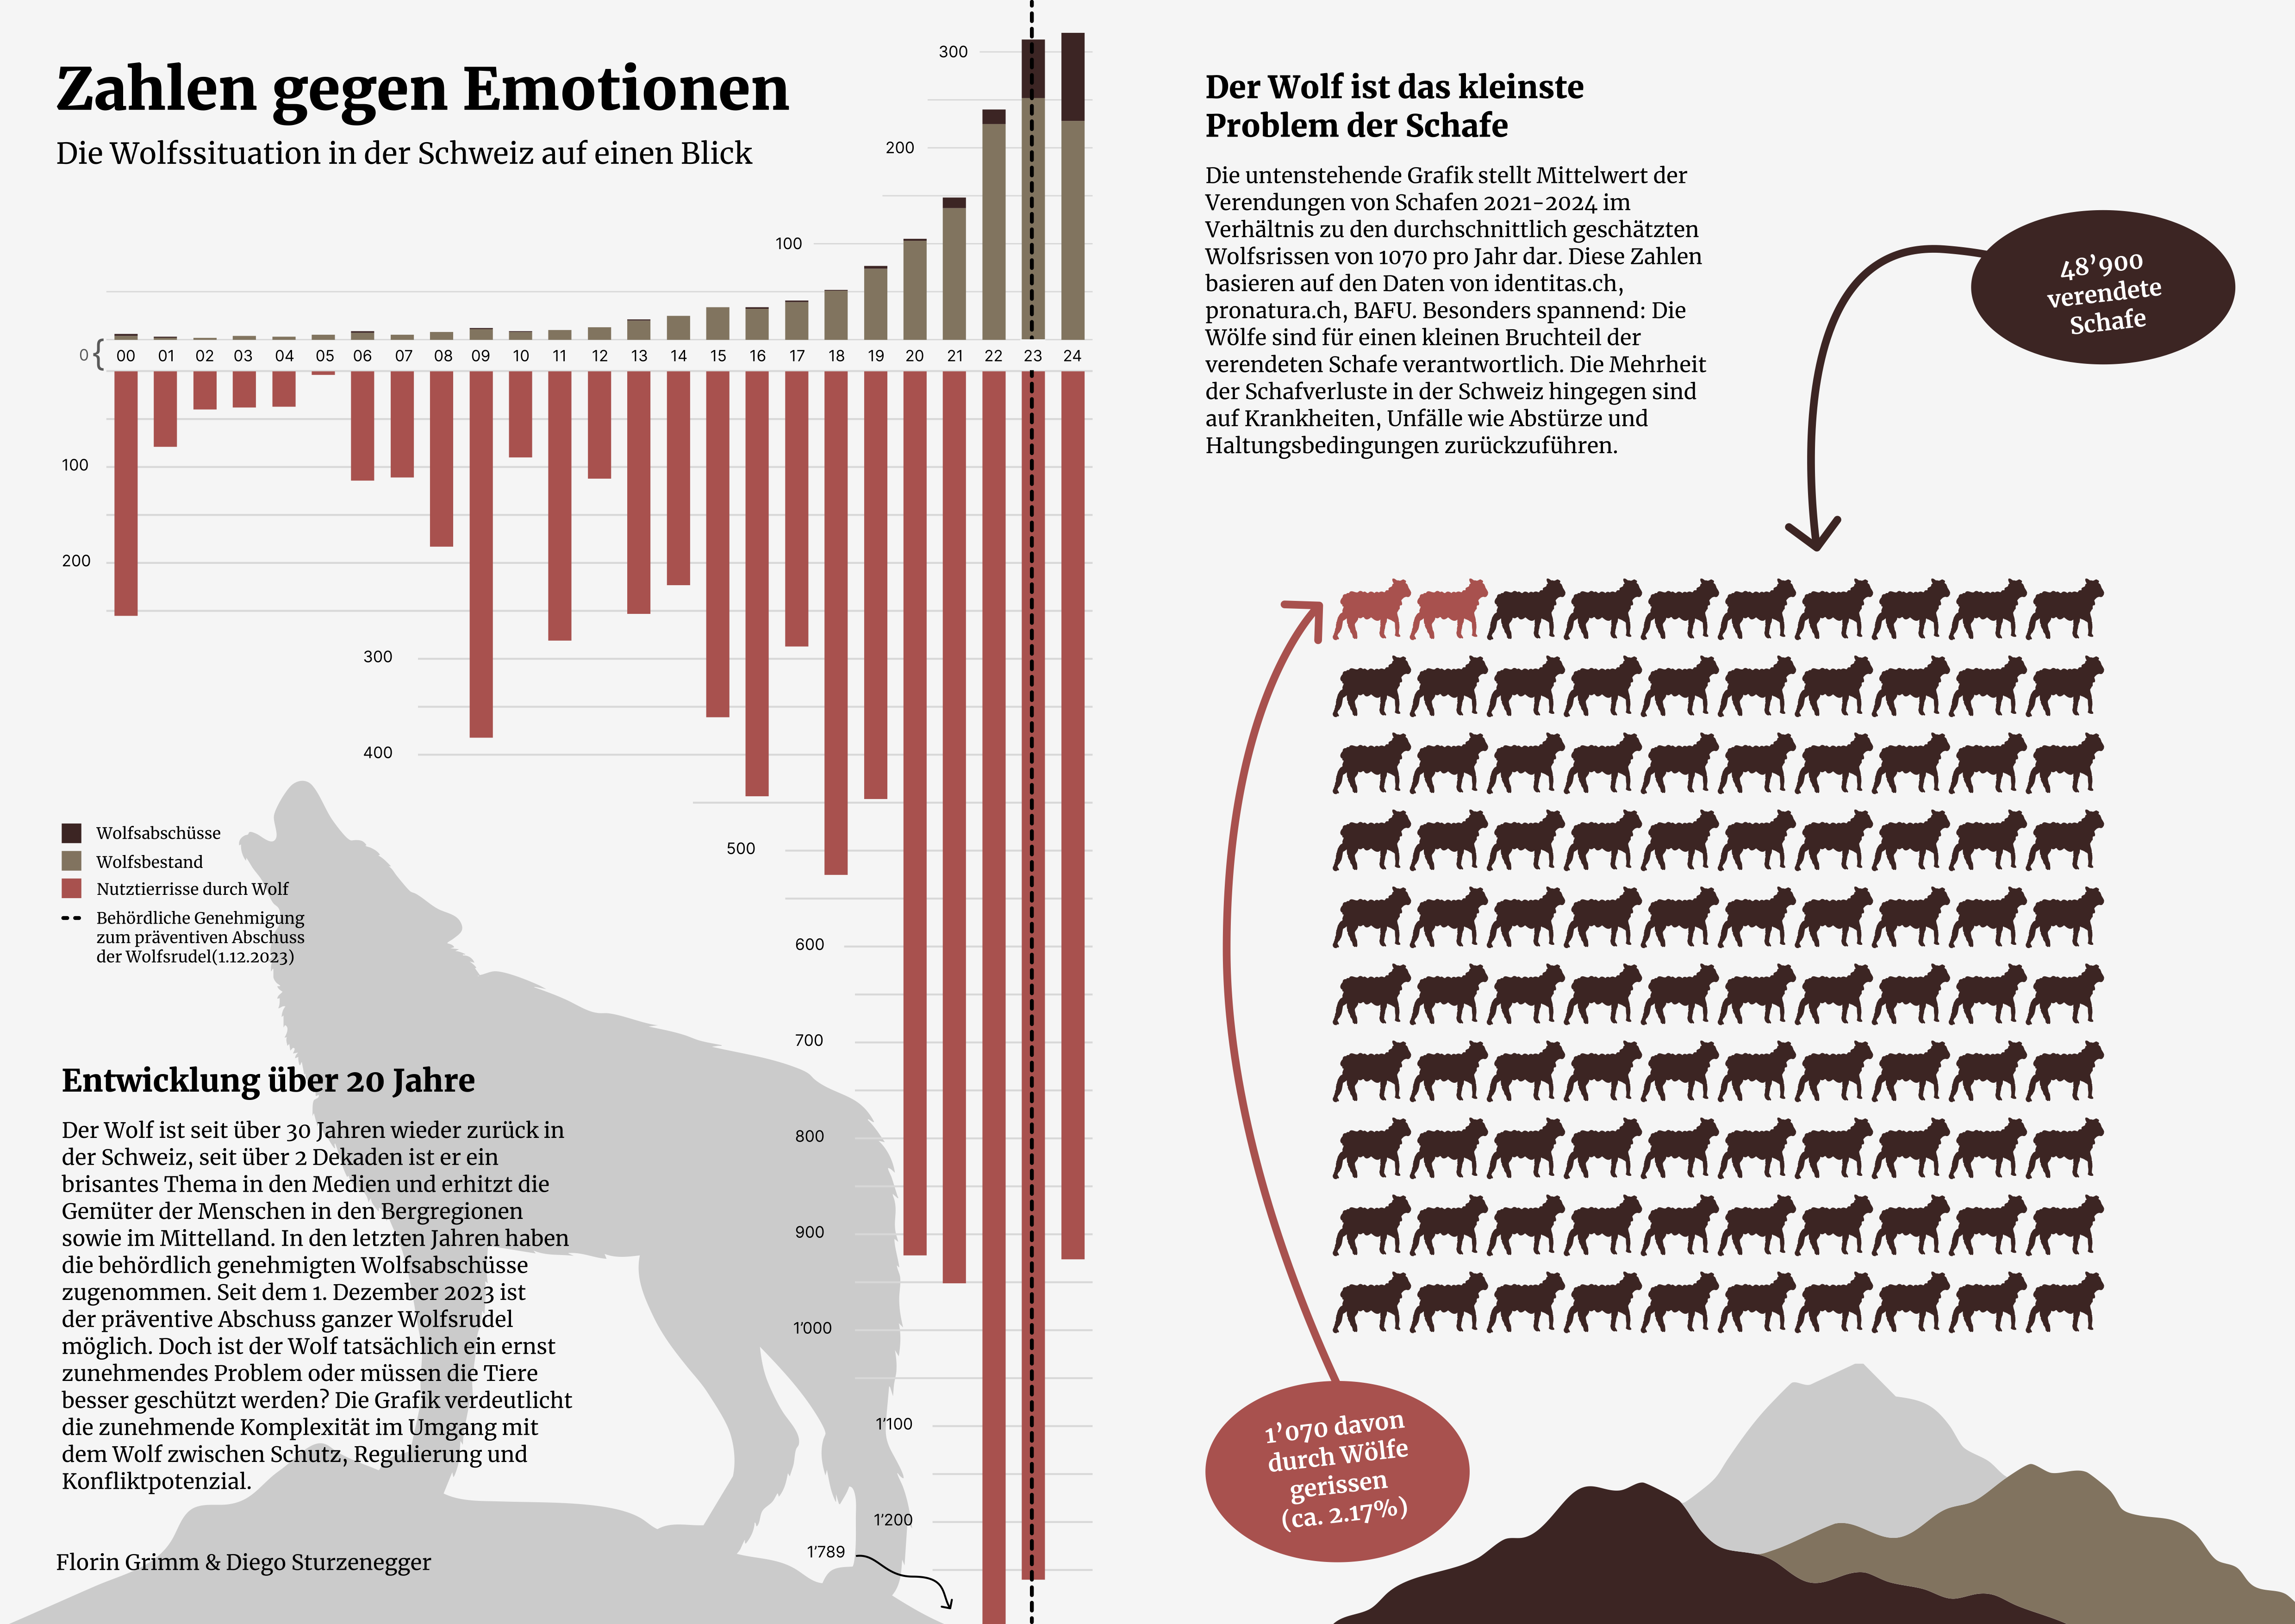 Zahlen gegen Emotionen
Die Wolfssituation in der Schweiz auf einen Blick
300
200
100
0 { 00 01 02 03 04 05 06 07 08 09 10 11 12 13 14 15 16 17 18 19 20 21 22 23 24
100
200
300
400
500
600
700
800
900
1'000
1'100
1'200
1'789
Wolfsabschüsse
Wolfsbestand
Nutztierrisse durch Wolf
Behördliche Genehmigung
zum präventiven Abschuss
der Wolfsrudel(1.12.2023)
Entwicklung über 20 Jahre
Der Wolf ist seit über 30 Jahren wieder zurück in
der Schweiz, seit über 2 Dekaden ist er ein
brisantes Thema in den Medien und erhitzt die
Gemüter der Menschen in den Bergregionen
sowie im Mittelland. In den letzten Jahren haben
die behördlich genehmigten Wolfsabschüsse
zugenommen. Seit dem 1. Dezember 2023 ist
der präventive Abschuss ganzer Wolfsrudel
möglich. Doch ist der Wolf tatsächlich ein ernst
zunehmendes Problem oder müssen die Tiere
besser geschützt werden? Die Grafik verdeutlicht
die zunehmende Komplexität im Umgang mit
dem Wolf zwischen Schutz, Regulierung und
Konfliktpotenzial.
Florin Grimm & Diego Sturzenegger
Der Wolf ist das kleinste
Problem der Schafe
Die untenstehende Grafik stellt Mittelwert der
Verendungen von Schafen 2021-2024 im
Verhältnis zu den durchschnittlich geschätzten
Wolfsrissen von 1070 pro Jahr dar. Diese Zahlen
basieren auf den Daten von identitas.ch,
pronatura.ch, BAFU. Besonders spannend: Die
Wölfe sind für einen kleinen Bruchteil der
verendeten Schafe verantwortlich. Die Mehrheit
der Schafverluste in der Schweiz hingegen sind
auf Krankheiten, Unfälle wie Abstürze und
Haltungsbedingungen zurückzuführen.
48’900
verendete
Schafe
1’070 davon
durch Wölfe
gerissen
(ca. 2.17%)